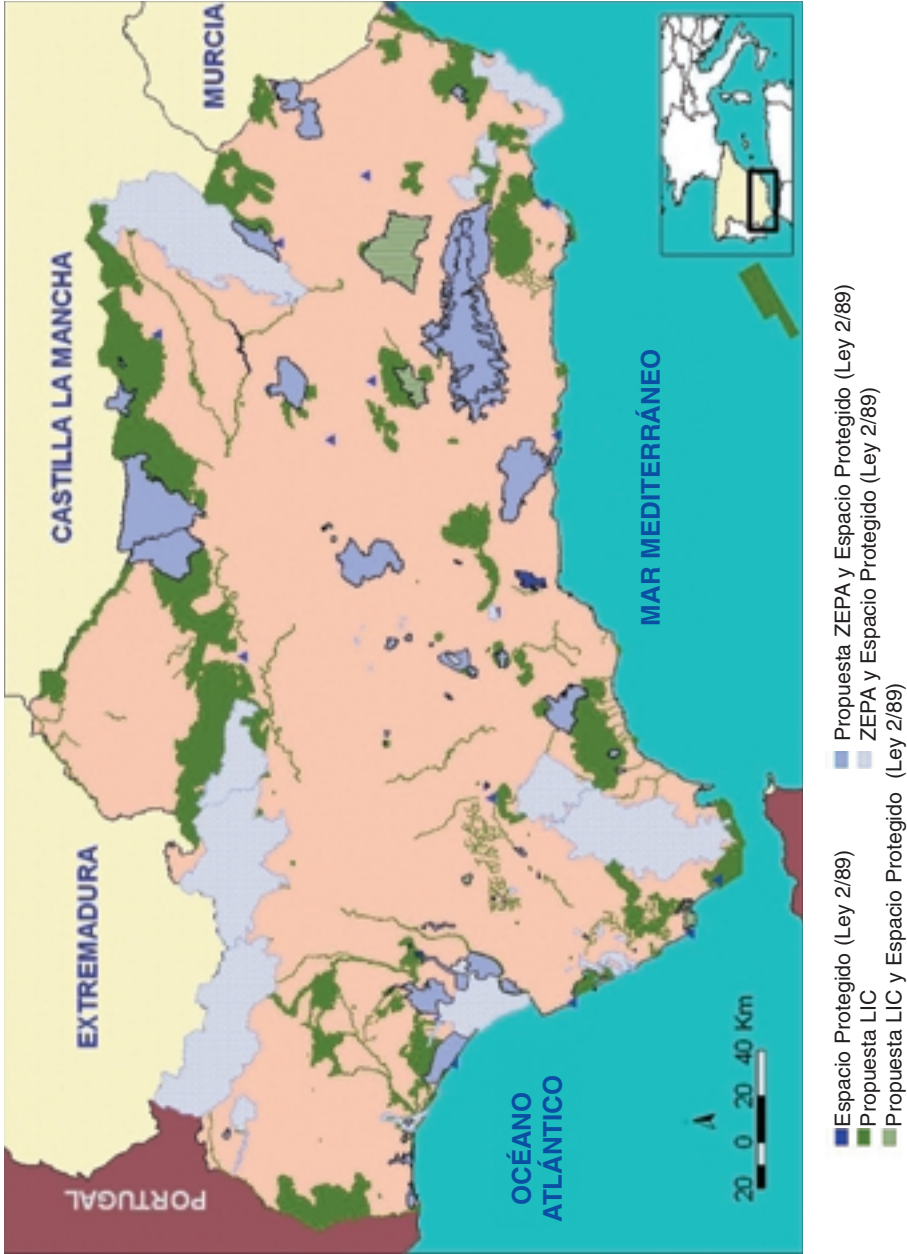 EXTREMADURA
CASTILLA LA MANCHA
MURCIA
PORTUGAL
OCÉANO
ATLÁNTICO
MAR MEDITERRÁNEO
20 0 20 40 Km
Espacio Protegido (Ley 2/89)
Propuesta LIC
Propuesta LIC y Espacio Protegido (Ley 2/89)
Propuesta ZEPA y Espacio Protegido (Ley 2/89)
ZEPA y Espacio Protegido (Ley 2/89)